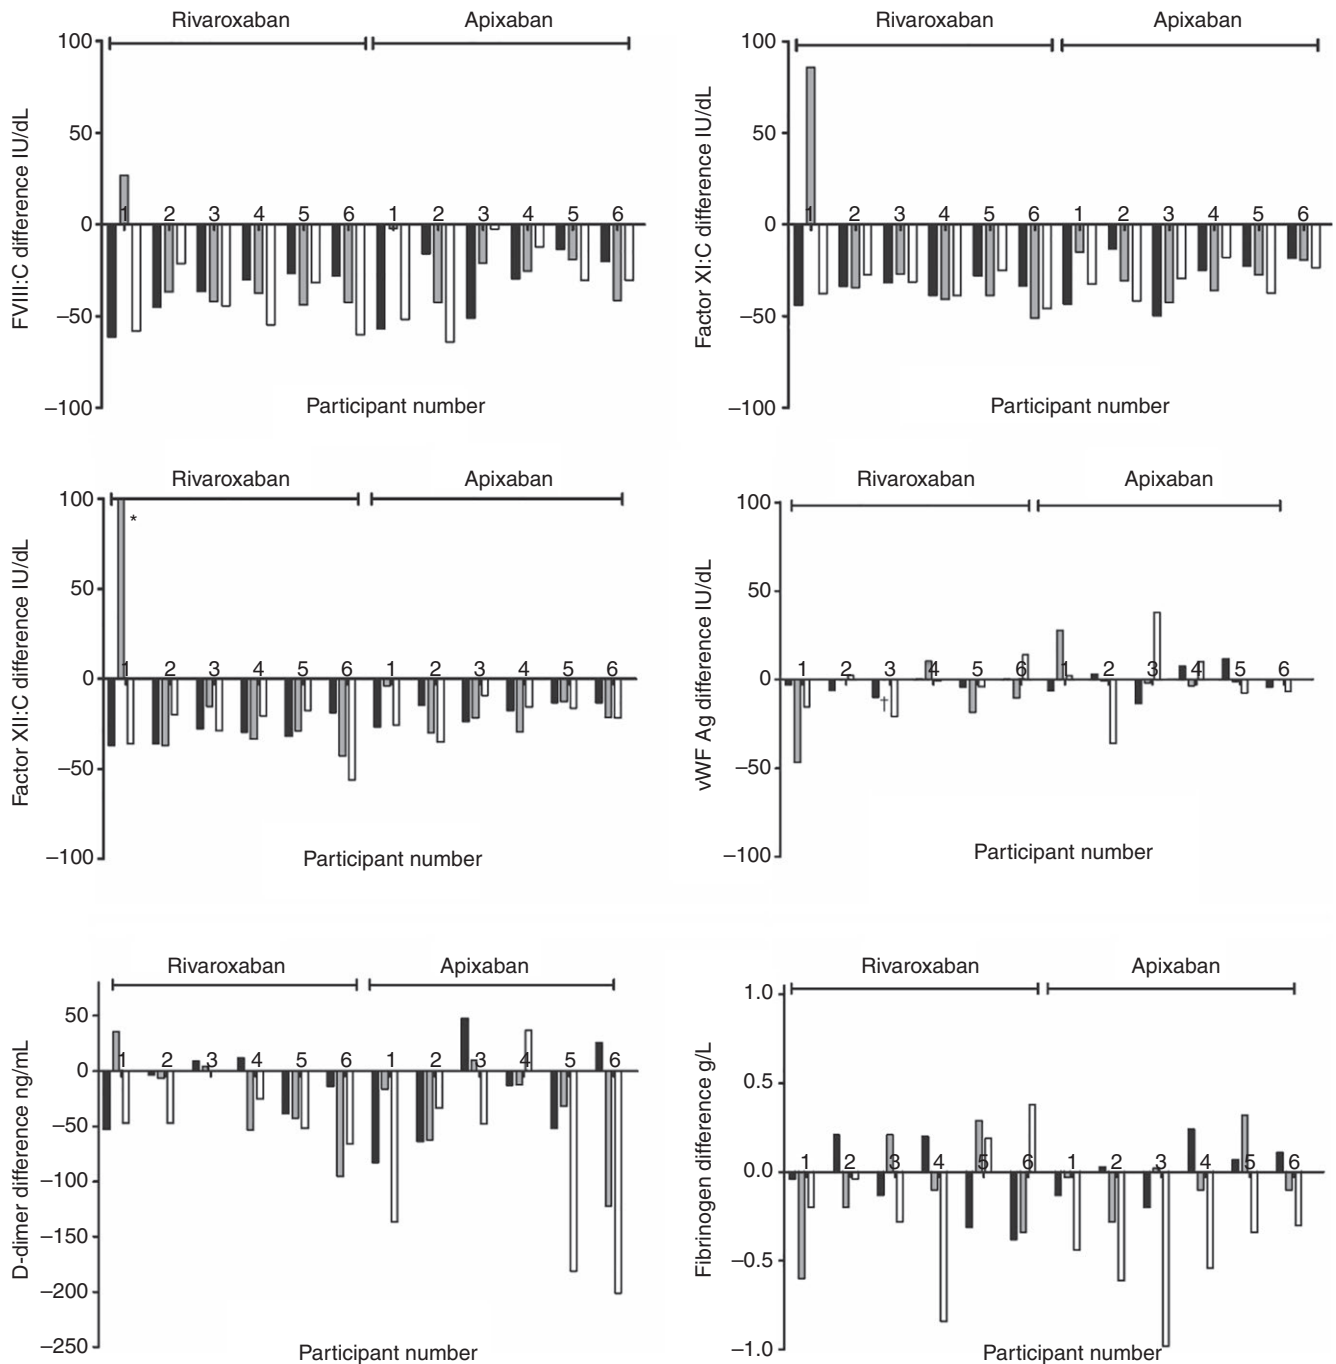 Rivaroxaban Apixaban
100
50
0
–50
–100
FVIII:C difference IU/dL
1 2 3 4 5 6 1 2 3 4 5 6
Participant number
Rivaroxaban Apixaban
100
50
0
–50
–100
Factor XI:C difference IU/dL
1 2 3 4 5 6 1 2 3 4 5 6
Participant number
Rivaroxaban Apixaban
100
50
0
–50
–100
Factor XII:C difference IU/dL
*
1 2 3 4 5 6 1 2 3 4 5 6
Participant number
Rivaroxaban Apixaban
100
50
0
–50
–100
vWF Ag difference IU/dL
1 2 3 4 5 6 1 2 3 4 5 6
†
Participant number
Rivaroxaban Apixaban
50
0
–50
–100
–150
–200
–250
D-dimer difference ng/mL
1 2 3 4 5 6 1 2 3 4 5 6
Participant number
Rivaroxaban Apixaban
1.0
0.5
0.0
–0.5
–1.0
Fibrinogen difference g/L
1 2 3 4 5 6 1 2 3 4 5 6
Participant number